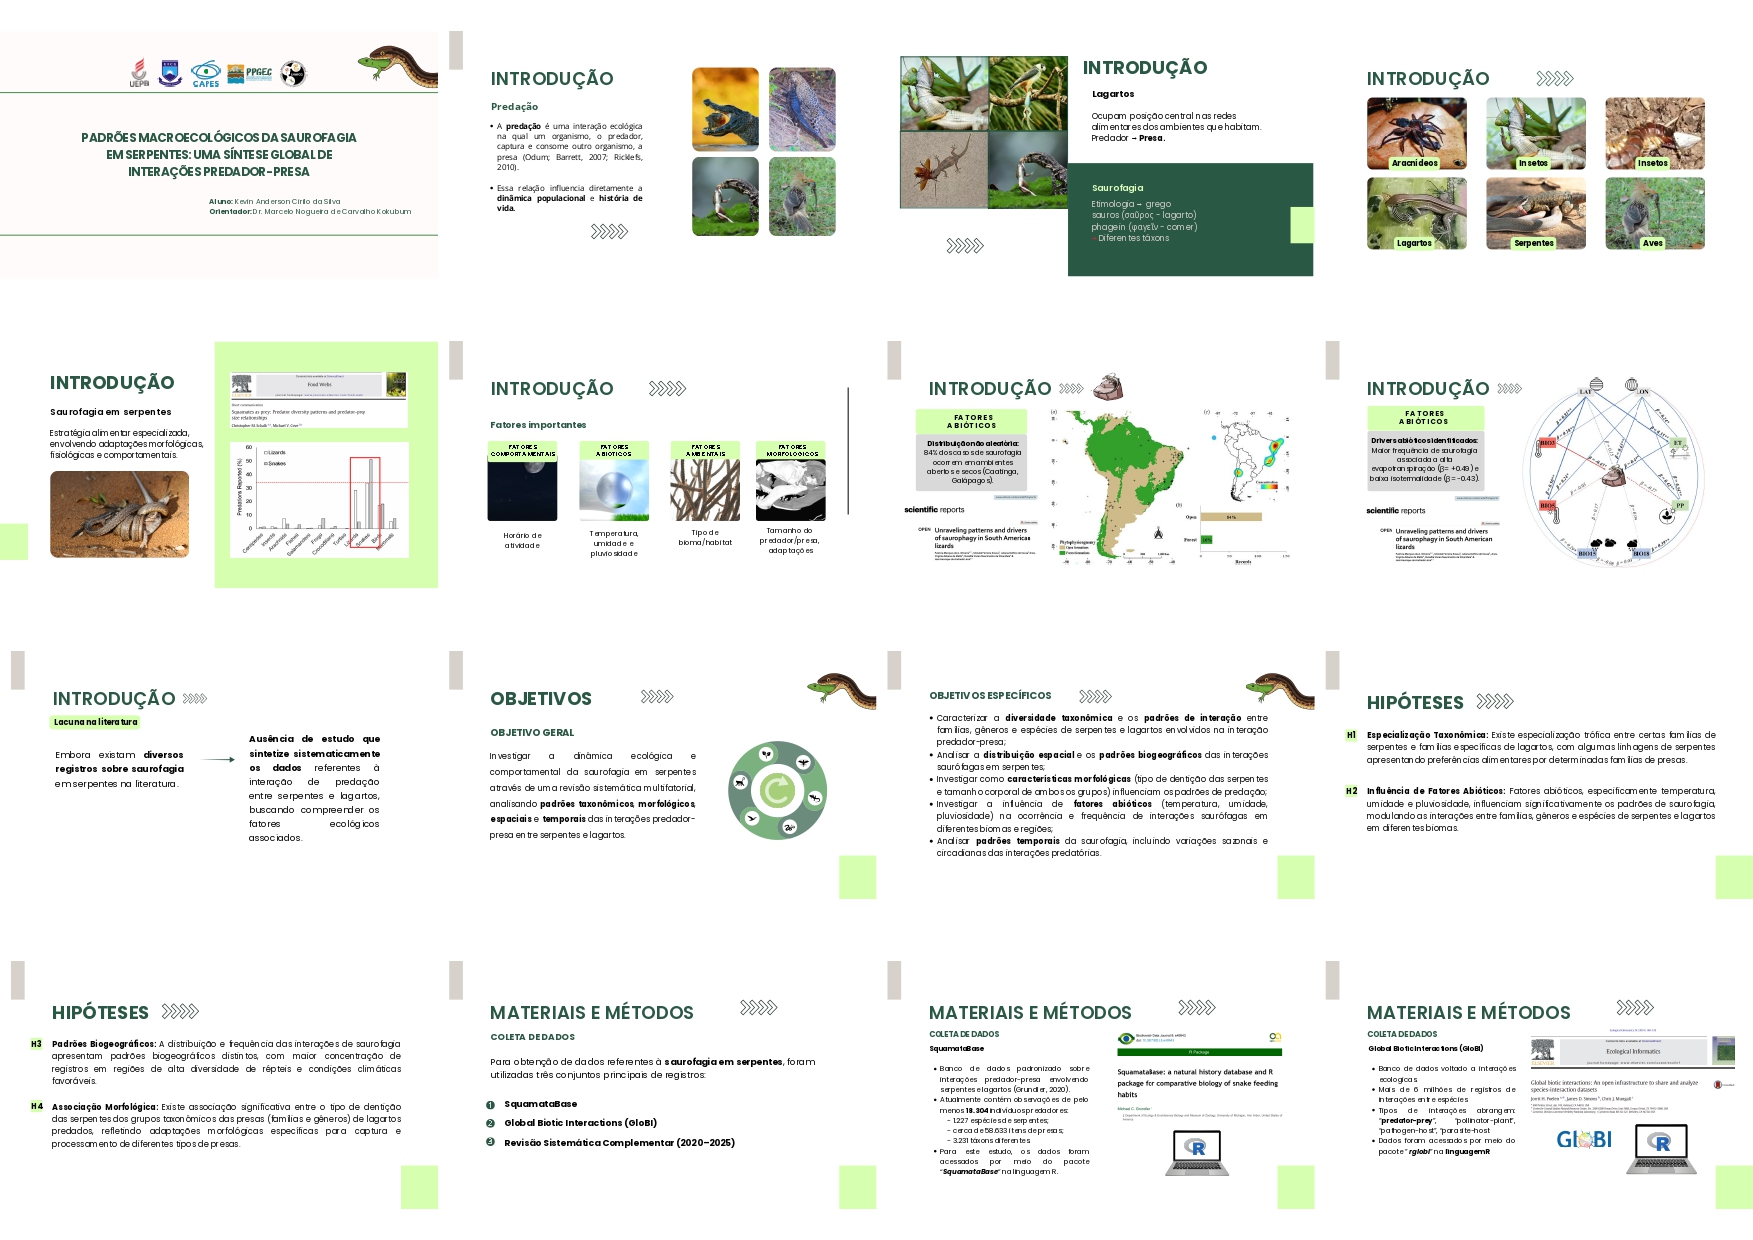 UEPB
CAPES
PPGEC
PADRÕES MACROECOLÓGICOS DA SAUROFAGIA
EM SERPENTES: UMA SÍNTESE GLOBAL DE
INTERAÇÕES PREDADOR-PRESA
Aluno: Kevin Anderson Cirilo da Silva
Orientador: Dr. Marcelo Nogueira de Carvalho Kokubum
INTRODUÇÃO
Predação
• A predação é uma interação ecológica
na qual um organismo, o predador,
captura e consome outro organismo, a
presa (Odum; Barrett, 2007; Ricklefs,
2010).
• Essa relação influencia diretamente a
dinâmica populacional e história de
vida.
INTRODUÇÃO
Lagartos
Ocupam posição central nas redes
alimentares dos ambientes que habitam.
Predador – Presa.
Saurofagia
Etimologia – grego
sauros (σαῦρος - lagarto)
phagein (φαγεῖν - comer)
Diferentes táxons
INTRODUÇÃO
Aracnídeos
Insetos
Insetos
Lagartos
Serpentes
Aves
INTRODUÇÃO
Saurofagia em serpentes
Estratégia alimentar especializada,
envolvendo adaptações morfológicas,
fisiológicas e comportamentais.
Food Webs
Squamates as prey: Predator diversity patterns and predator-prey
size relationships
Predations Reported (%)
Lizards
Snakes
60
50
40
30
20
10
0
INTRODUÇÃO
Fatores importantes
FATORES
COMPORTAMENTAIS
FATORES
ABIÓTICOS
FATORES
AMBIENTAIS
FATORES
MORFOLÓGICOS
Horário de
atividade
Temperatura,
umidade e
pluviosidade
Tipo de
bioma/habitat
Tamanho do
predador/presa,
adaptações
INTRODUÇÃO
FATORES
ABIÓTICOS
Distribuição não aleatória:
84% dos casos de saurofagia
ocorrem em ambientes
abertos e secos (Caatinga,
Galápagos).
scientific reports
OPEN
Unraveling patterns and drivers
of saurophagy in South American
lizards
Open
84%
Forest
16%
Records
INTRODUÇÃO
FATORES
ABIÓTICOS
Drivers abióticos identificados:
Maior frequência de saurofagia
associada a alta
evapotranspiração (β= +0.49) e
baixa isotermalidade (β= -0.43).
scientific reports
OPEN
Unraveling patterns and drivers
of saurophagy in South American
lizards
LAT
LON
BIO3
ET
BIO5
PP
BIO15
BIO18
INTRODUÇÃO
Lacuna na literatura
Embora existam diversos
registros sobre saurofagia
em serpentes na literatura.
Ausência de estudo que
sintetize sistematicamente
os dados referentes à
interação de predação
entre serpentes e lagartos,
buscando compreender os
fatores ecológicos
associados.
OBJETIVOS
OBJETIVO GERAL
Investigar a dinâmica ecológica e
comportamental da saurofagia em serpentes
através de uma revisão sistemática multifatorial,
analisando padrões taxonômicos, morfológicos,
espaciais e temporais das interações predador-
presa entre serpentes e lagartos.
OBJETIVOS ESPECÍFICOS
• Caracterizar a diversidade taxonômica e os padrões de interação entre
famílias, gêneros e espécies de serpentes e lagartos envolvidos na interação
predador-presa;
• Analisar a distribuição espacial e os padrões biogeográficos das interações
saurófagas em serpentes;
• Investigar como características morfológicas (tipo de dentição das serpentes
e tamanho corporal de ambos os grupos) influenciam os padrões de predação;
• Investigar a influência de fatores abióticos (temperatura, umidade,
pluviosidade) na ocorrência e frequência de interações saurófagas em
diferentes biomas e regiões;
• Analisar padrões temporais da saurofagia, incluindo variações sazonais e
circadianas das interações predatórias.
HIPÓTESES
H1 Especialização Taxonômica: Existe especialização trófica entre certas famílias de
serpentes e famílias específicas de lagartos, com algumas linhagens de serpentes
apresentando preferências alimentares por determinadas famílias de presas.
H2 Influência de Fatores Abióticos: Fatores abióticos, especificamente temperatura,
umidade e pluviosidade, influenciam significativamente os padrões de saurofagia,
modulando as interações entre famílias, gêneros e espécies de serpentes e lagartos
em diferentes biomas.
HIPÓTESES
H3 Padrões Biogeográficos: A distribuição e frequência das interações de saurofagia
apresentam padrões biogeográficos distintos, com maior concentração de
registros em regiões de alta diversidade de répteis e condições climáticas
favoráveis.
H4 Associação Morfológica: Existe associação significativa entre o tipo de dentição
das serpentes dos grupos taxonômicos das presas (famílias e gêneros) de lagartos
predados, refletindo adaptações morfológicas específicas para captura e
processamento de diferentes tipos de presas.
MATERIAIS E MÉTODOS
COLETA DE DADOS
Para obtenção de dados referentes à saurofagia em serpentes, foram
utilizadas três conjuntos principais de registros:
1 SquamataBase
2 Global Biotic Interactions (GloBI)
3 Revisão Sistemática Complementar (2020–2025)
MATERIAIS E MÉTODOS
COLETA DE DADOS
SquamataBase
• Banco de dados padronizado sobre
interações predador-presa envolvendo
serpentes e lagartos (Grundler, 2020).
• Atualmente contém observações de pelo
menos 18.304 indivíduos predadores:
– 1.227 espécies de serpentes;
– cerca de 58.633 itens de presas;
– 3.231 táxons diferentes.
• Para este estudo, os dados foram
acessados por meio do pacote
"SquamataBase" na linguagem R.
R Package
SquamataBase: a natural history database and R
package for comparative biology of snake feeding
habits
R
MATERIAIS E MÉTODOS
COLETA DE DADOS
Global Biotic Interactions (GloBI)
• Banco de dados voltado a interações
ecológicas.
• Mais de 6 milhões de registros de
interações entre espécies.
• Tipos de interações abrangem:
"predator-prey", "pollinator-plant",
"pathogen-host", "parasite-host
• Dados foram acessados por meio do
pacote "rglobi" na linguagem R.
Ecological Informatics
Global biotic interactions: An open infrastructure to share and analyze
species-interaction datasets
GLOBI
R